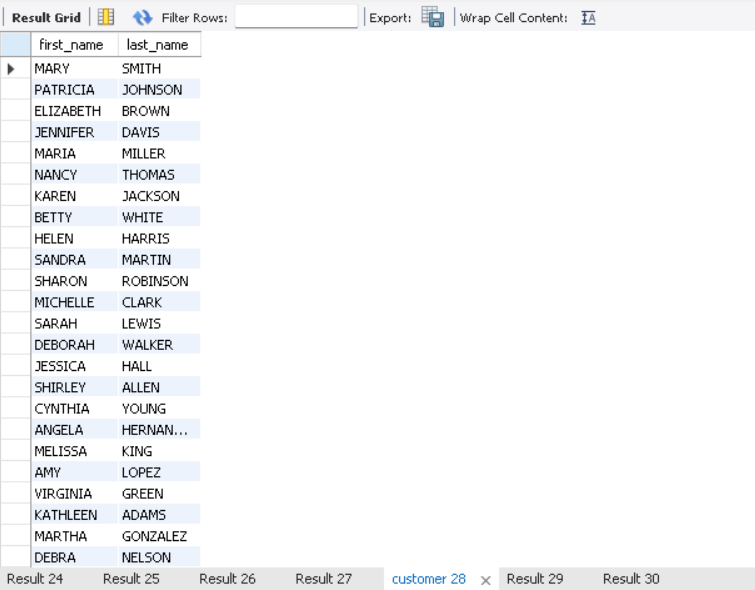 Result Grid Filter Rows: Export: Wrap Cell Content: IA
first_name last_name
MARY SMITH
PATRICIA JOHNSON
ELIZABETH BROWN
JENNIFER DAVIS
MARIA MILLER
NANCY THOMAS
KAREN JACKSON
BETTY WHITE
HELEN HARRIS
SANDRA MARTIN
SHARON ROBINSON
MICHELLE CLARK
SARAH LEWIS
DEBORAH WALKER
JESSICA HALL
SHIRLEY ALLEN
CYNTHIA YOUNG
ANGELA HERNAN...
MELISSA KING
AMY LOPEZ
VIRGINIA GREEN
KATHLEEN ADAMS
MARTHA GONZALEZ
DEBRA NELSON
Result 24 Result 25 Result 26 Result 27 customer 28 Result 29 Result 30